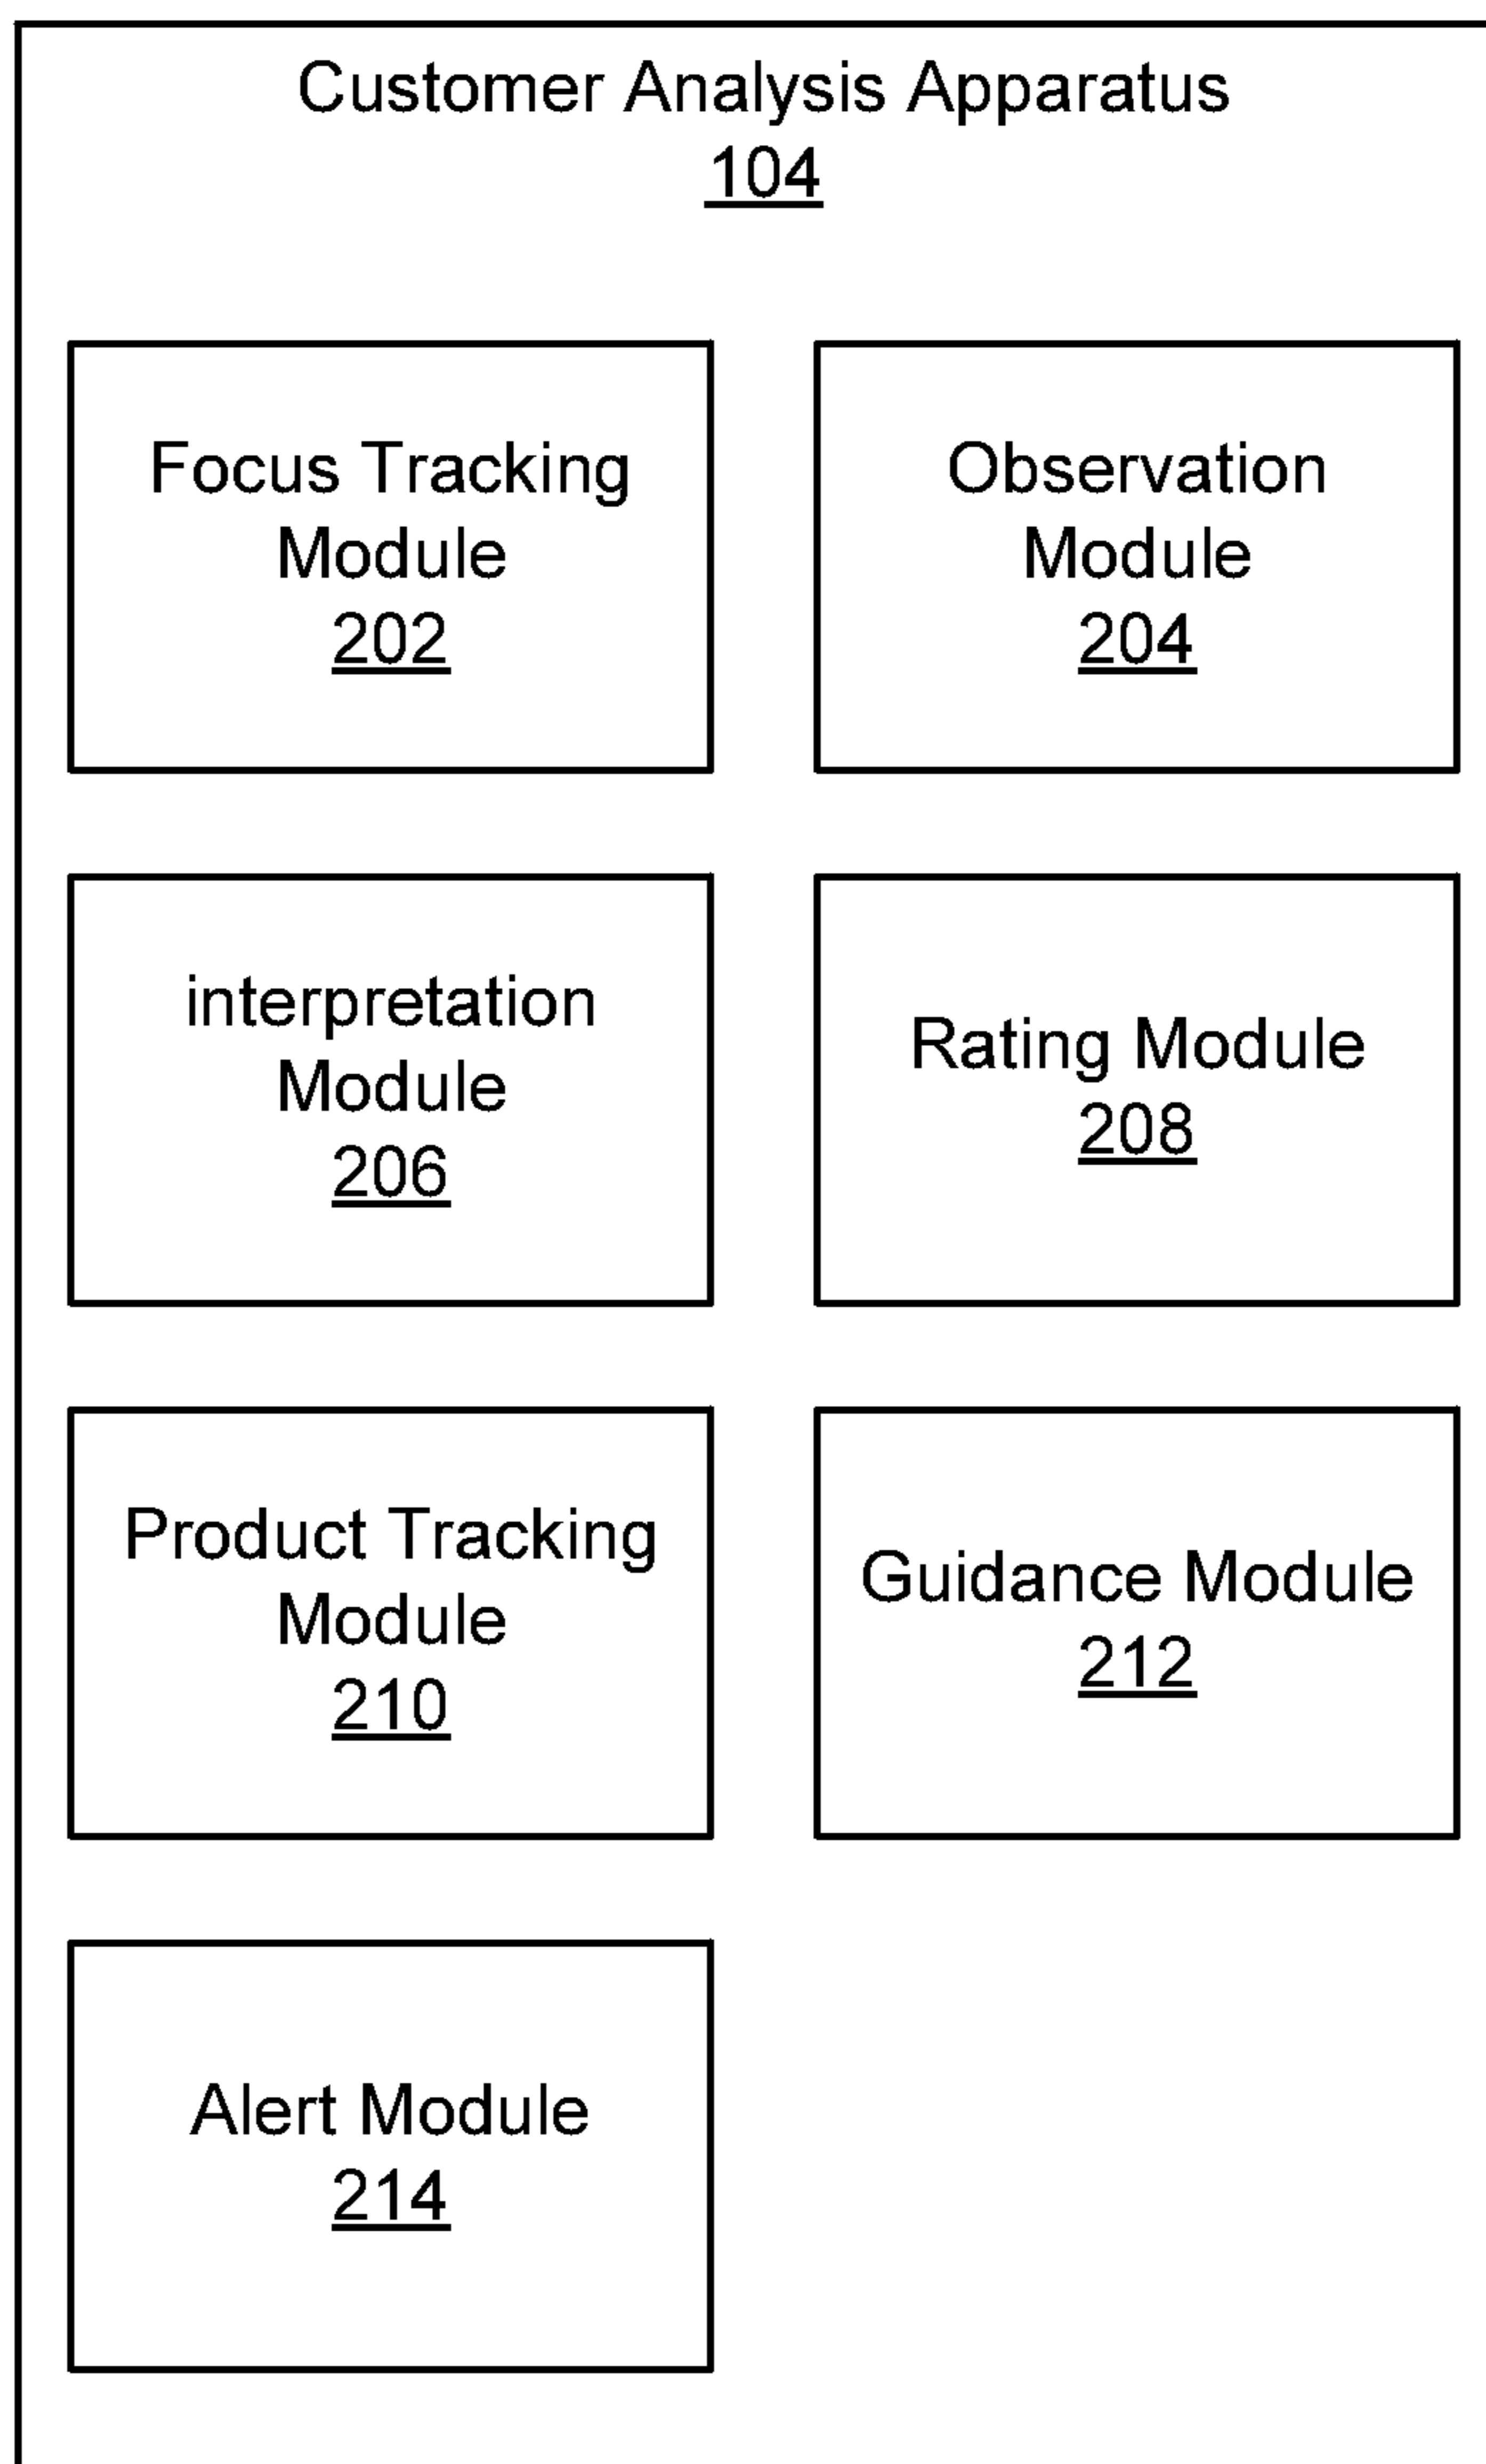 Customer Analysis Apparatus
104
Focus Tracking
Module
202
Observation
Module
204
interpretation
Module
206
Rating Module
208
Product Tracking
Module
210
Guidance Module
212
Alert Module
214